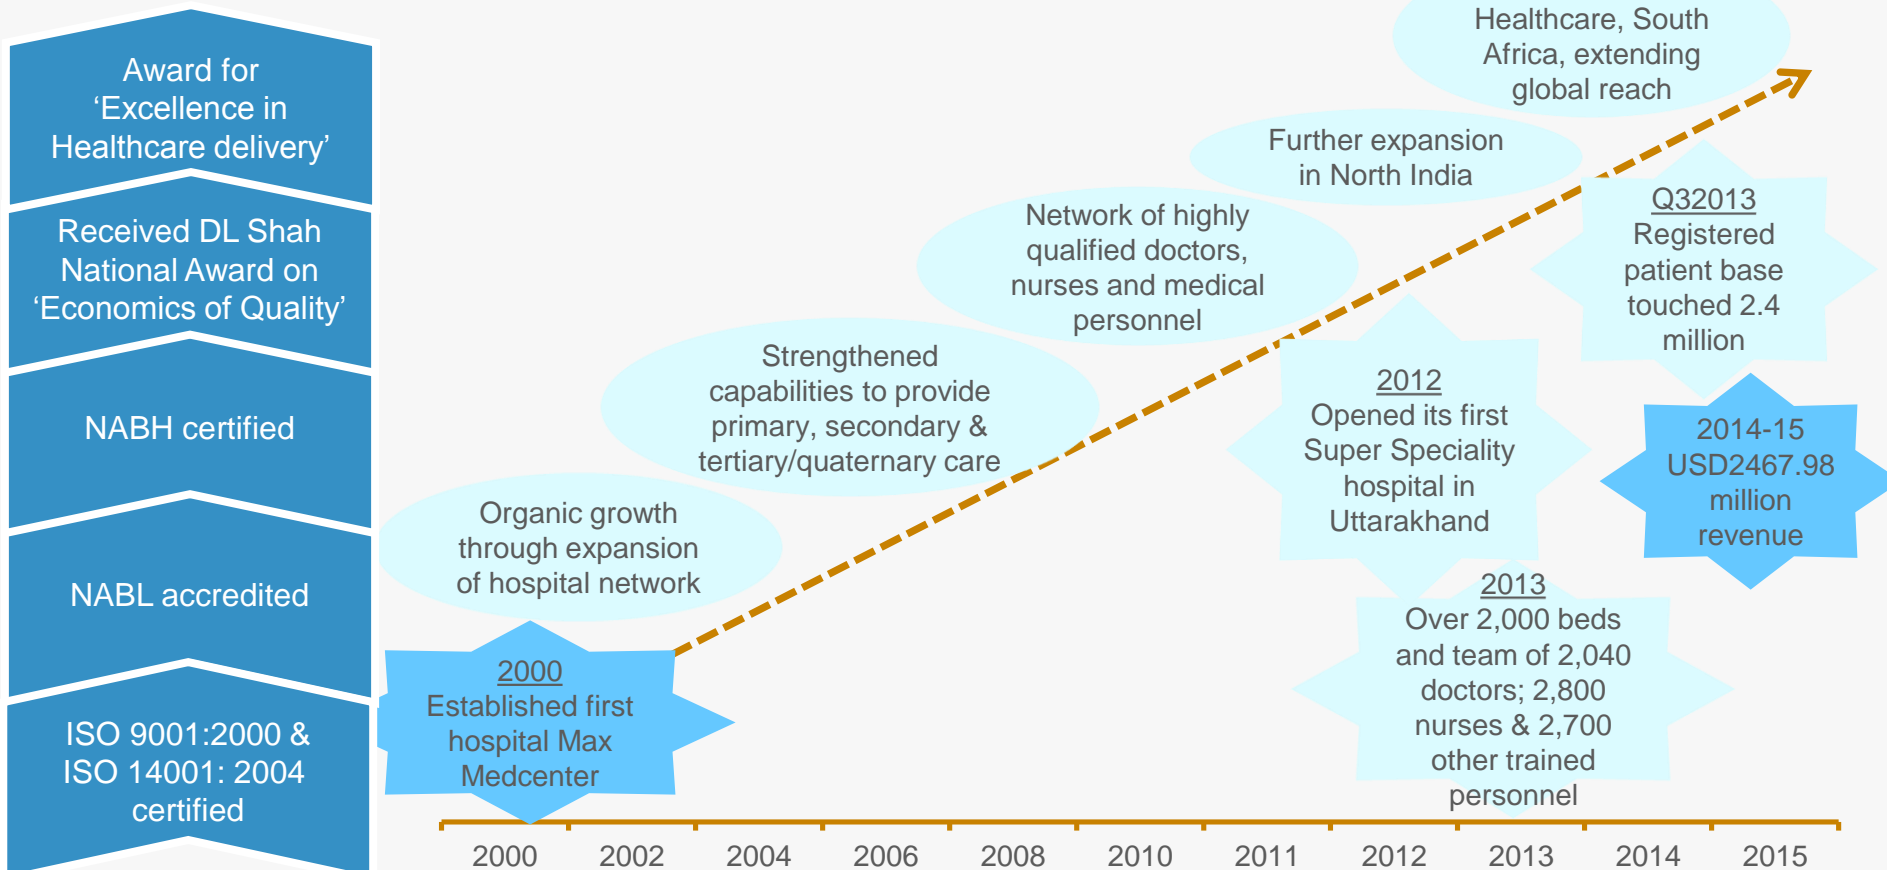 Award for
‘Excellence in
Healthcare delivery’
Received DL Shah
National Award on
‘Economics of Quality’
NABH certified
NABL accredited
ISO 9001:2000 &
ISO 14001: 2004
certified
Healthcare, South
Africa, extending
global reach
Further expansion
in North India
Network of highly
qualified doctors,
nurses and medical
personnel
Strengthened
capabilities to provide
primary, secondary &
tertiary/quaternary care
Organic growth
through expansion
of hospital network
2000
Established first
hospital Max
Medcenter
2012
Opened its first
Super Speciality
hospital in
Uttarakhand
2013
Over 2,000 beds
and team of 2,040
doctors; 2,800
nurses & 2,700
other trained
personnel
Q32013
Registered
patient base
touched 2.4
million
2014-15
USD2467.98
million
revenue
2000 2002 2004 2006 2008 2010 2011 2012 2013 2014 2015